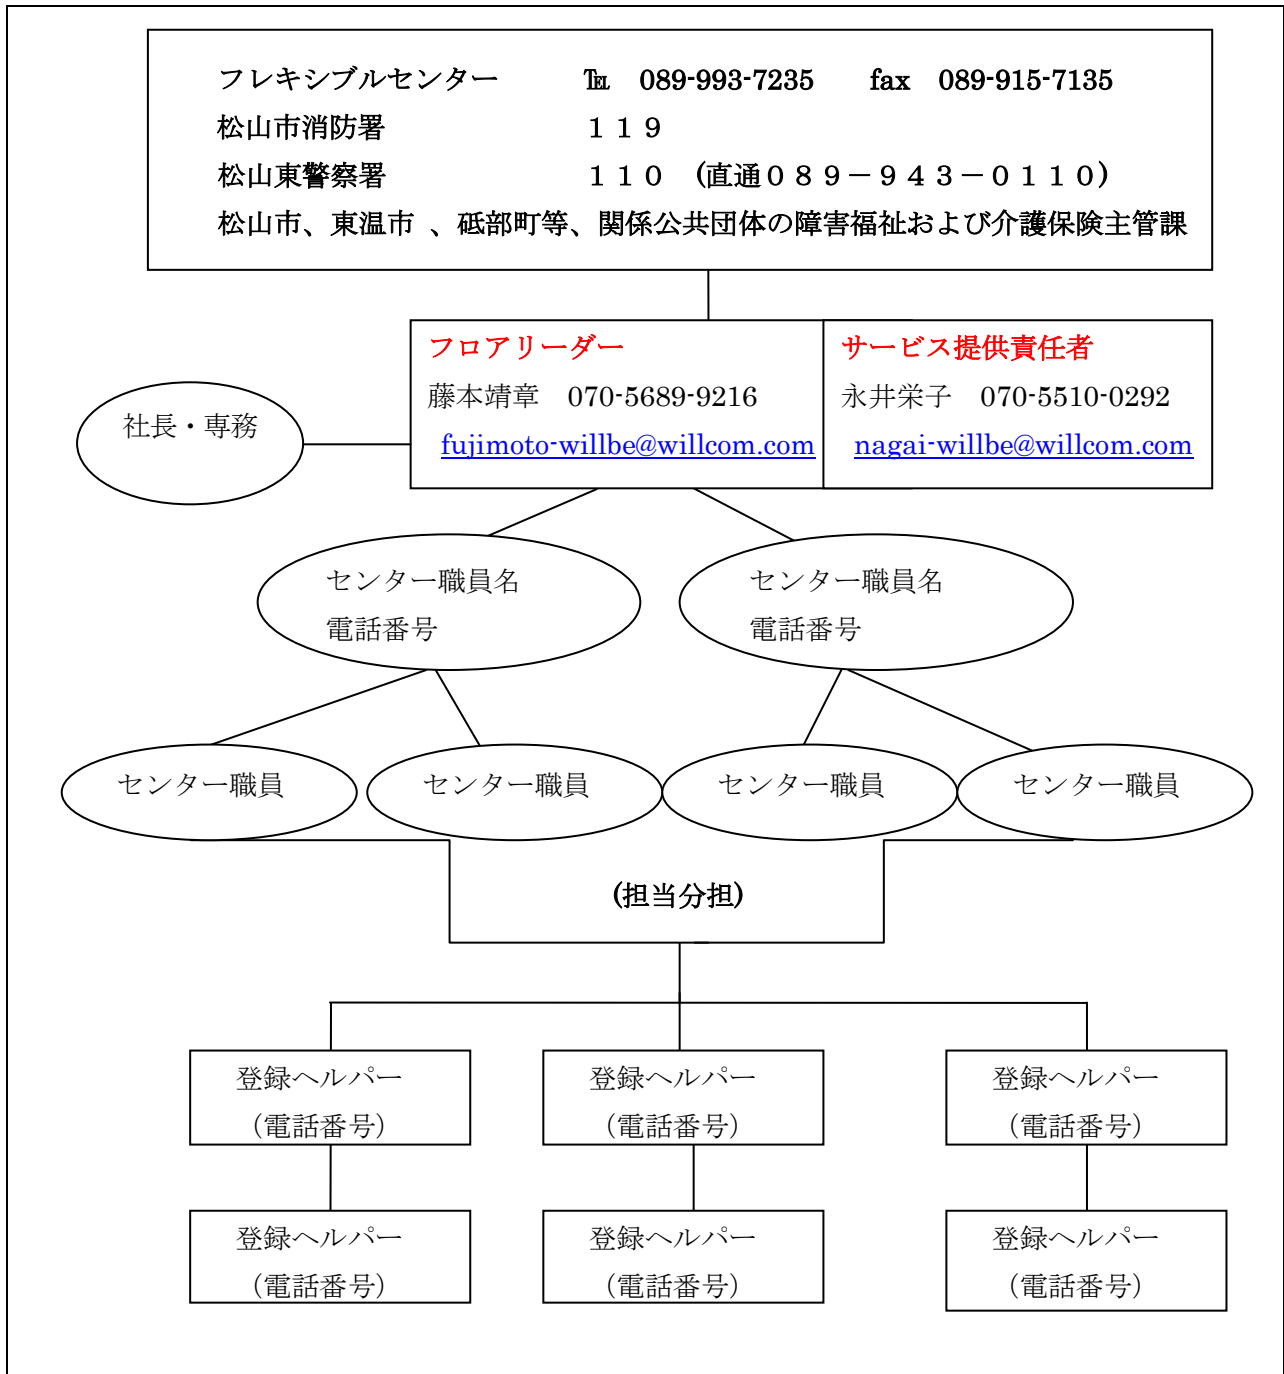 フレキシブルセンター ℡ 089-993-7235 fax 089-915-7135
松山市消防署 １１９
松山東警察署 １１０ (直通０８９－９４３－０１１０)
松山市、東温市 、砥部町等、関係公共団体の障害福祉および介護保険主管課
フロアリーダー
藤本靖章 070-5689-9216
fujimoto-willbe@willcom.com
サービス提供責任者
永井栄子 070-5510-0292
nagai-willbe@willcom.com
社長・専務
センター職員名
電話番号
センター職員名
電話番号
センター職員
センター職員
センター職員
センター職員
(担当分担)
登録ヘルパー
（電話番号）
登録ヘルパー
（電話番号）
登録ヘルパー
（電話番号）
登録ヘルパー
（電話番号）
登録ヘルパー
（電話番号）
登録ヘルパー
（電話番号）